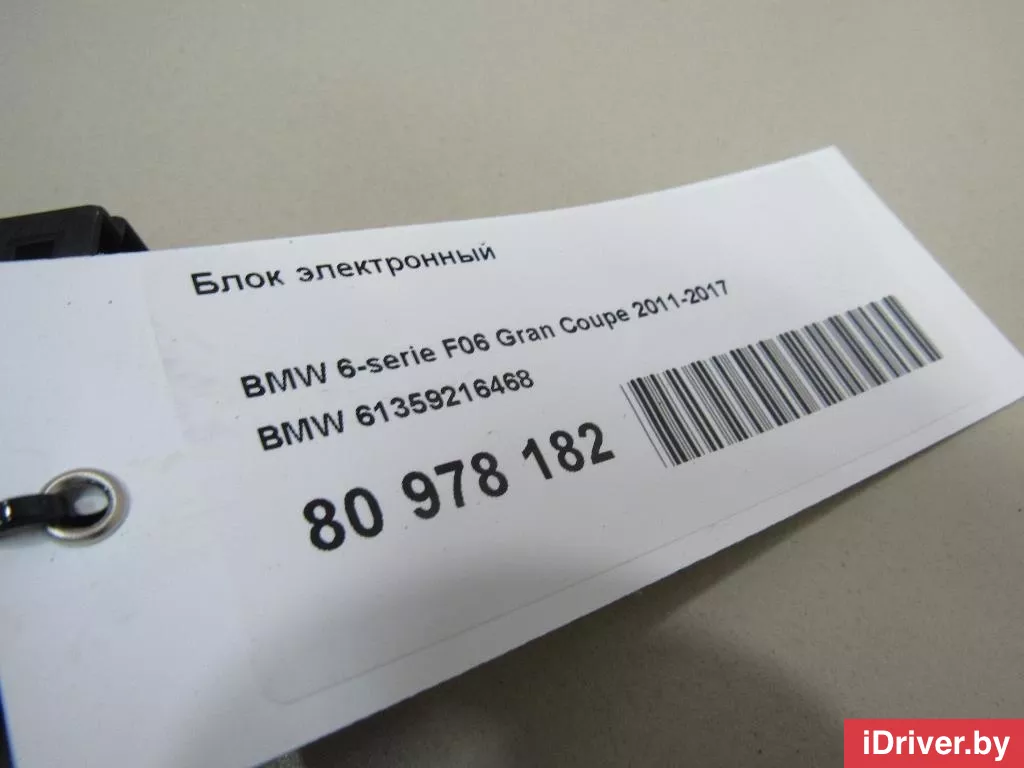 Блок электронный
BMW 6-serie F06 Gran Coupe 2011-2017
BMW 61359216468
80 978 182
iDriver.by